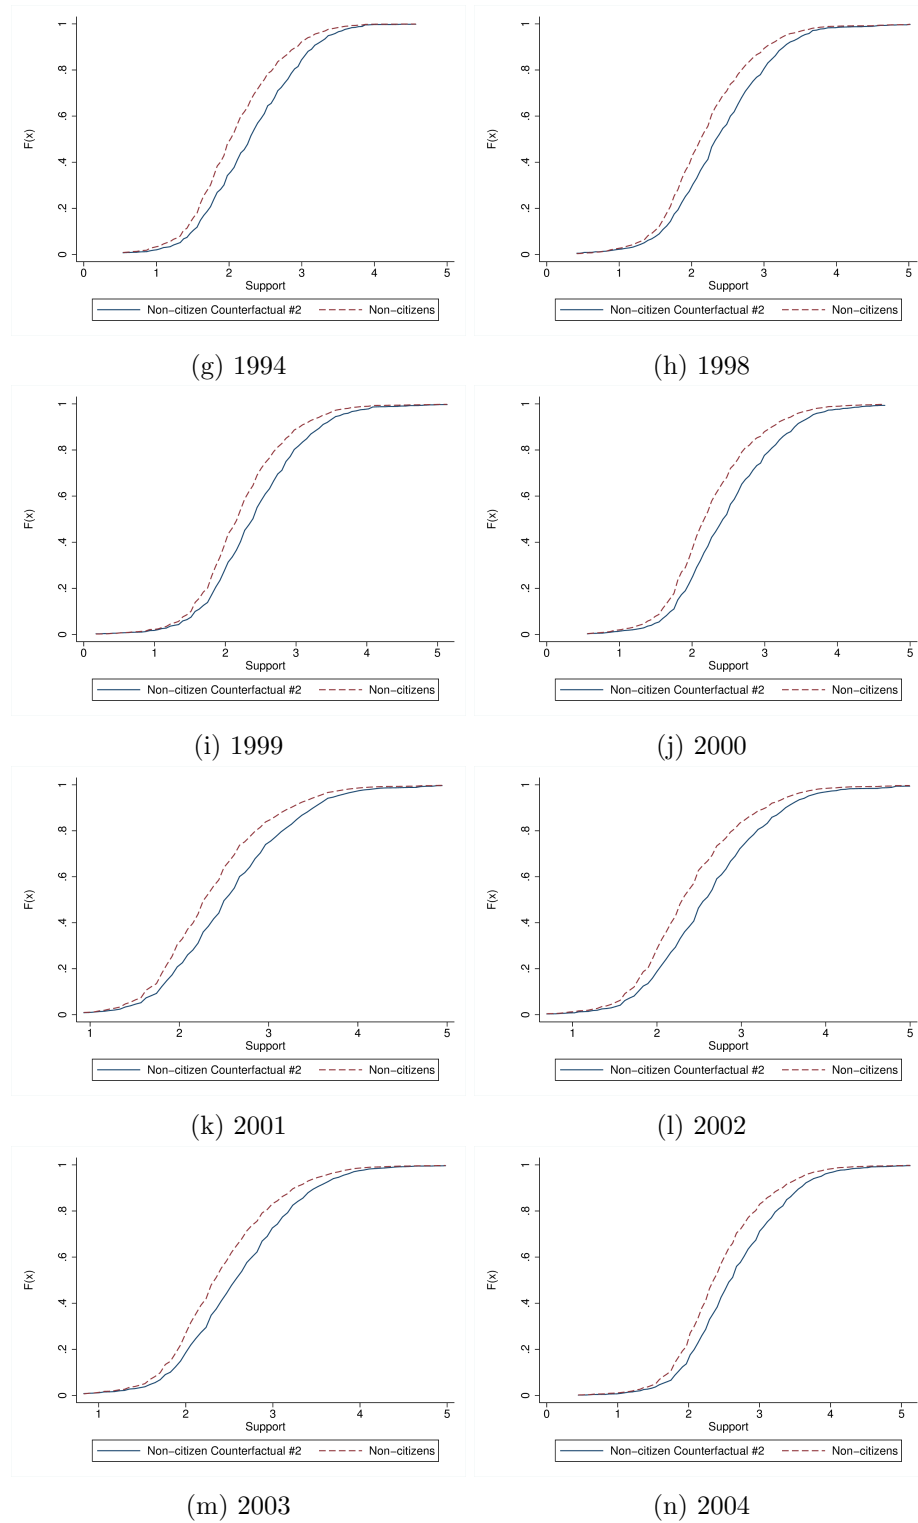 F(x)
0 .2 .4 .6 .8 1
0 1 2 3 4 5
Support
Non-citizen Counterfactual #2 Non-citizens
(g) 1994
F(x)
0 .2 .4 .6 .8 1
0 1 2 3 4 5
Support
Non-citizen Counterfactual #2 Non-citizens
(h) 1998
F(x)
0 .2 .4 .6 .8 1
0 1 2 3 4 5
Support
Non-citizen Counterfactual #2 Non-citizens
(i) 1999
F(x)
0 .2 .4 .6 .8 1
0 1 2 3 4 5
Support
Non-citizen Counterfactual #2 Non-citizens
(j) 2000
F(x)
0 .2 .4 .6 .8 1
1 2 3 4 5
Support
Non-citizen Counterfactual #2 Non-citizens
(k) 2001
F(x)
0 .2 .4 .6 .8 1
1 2 3 4 5
Support
Non-citizen Counterfactual #2 Non-citizens
(l) 2002
F(x)
0 .2 .4 .6 .8 1
1 2 3 4 5
Support
Non-citizen Counterfactual #2 Non-citizens
(m) 2003
F(x)
0 .2 .4 .6 .8 1
0 1 2 3 4 5
Support
Non-citizen Counterfactual #2 Non-citizens
(n) 2004